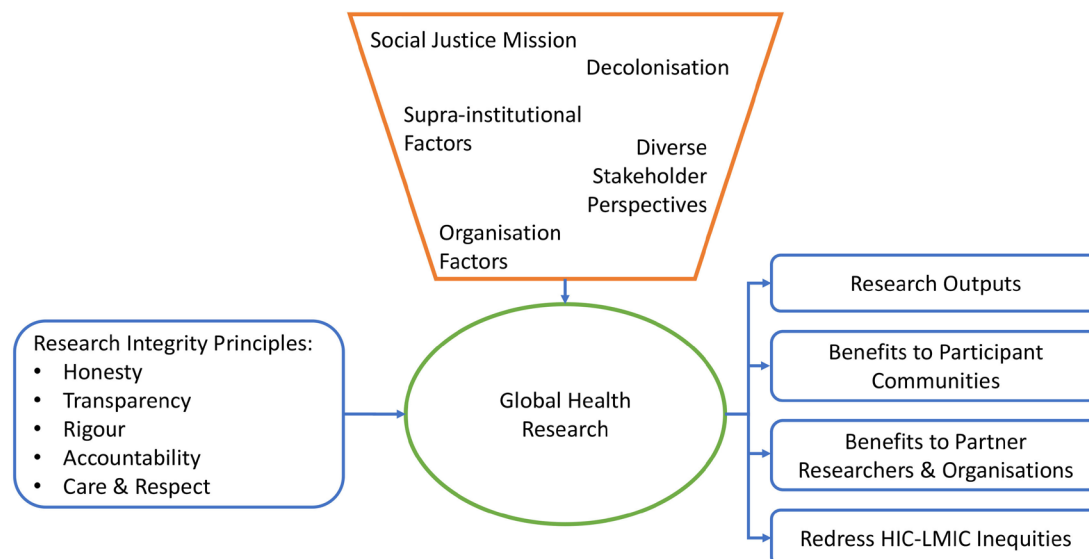 Social Justice Mission
Decolonisation
Supra-institutional
Factors
Diverse
Stakeholder
Perspectives
Organisation
Factors
Research Integrity Principles:
• Honesty
• Transparency
• Rigour
• Accountability
• Care & Respect
Global Health
Research
Research Outputs
Benefits to Participant
Communities
Benefits to Partner
Researchers & Organisations
Redress HIC-LMIC Inequities